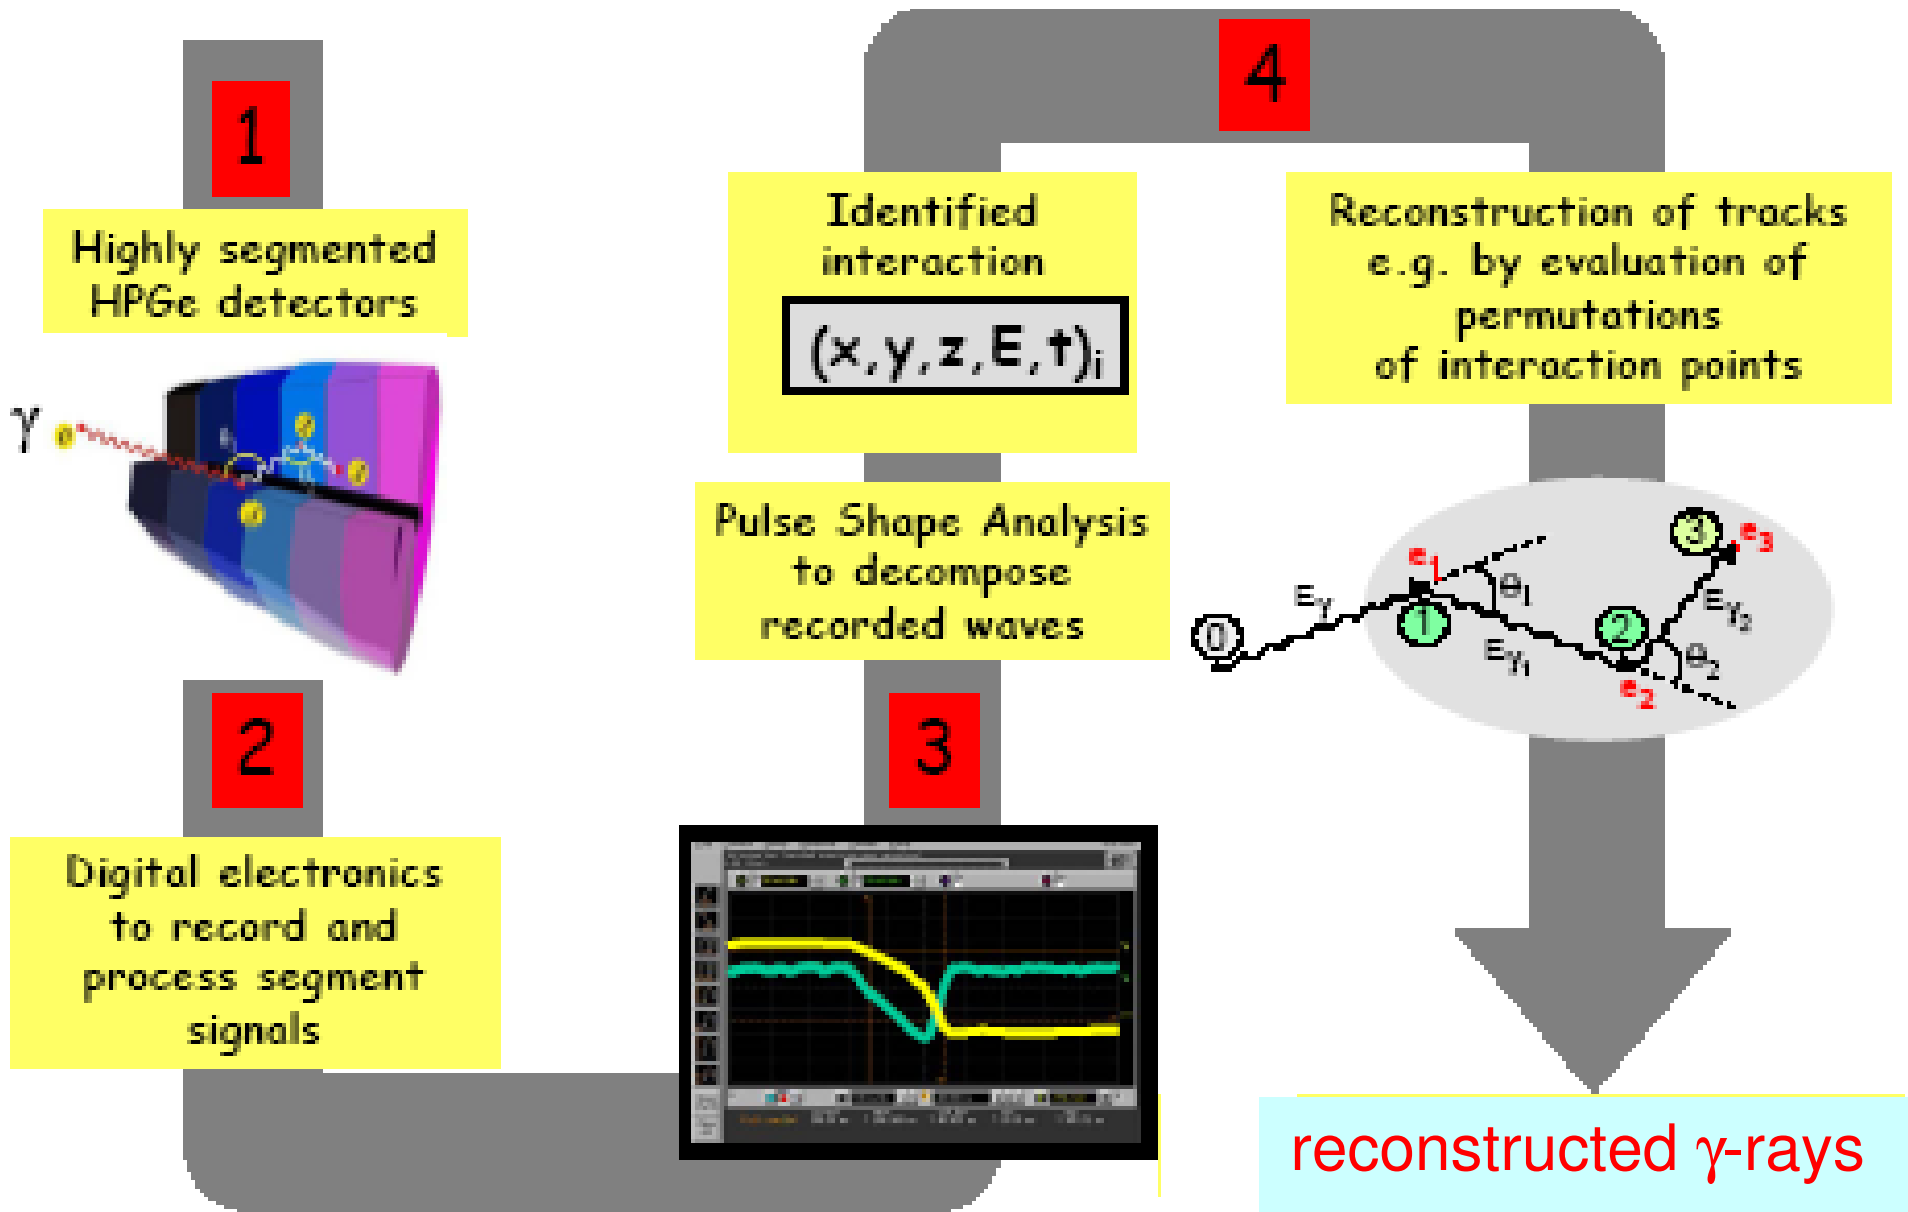 1
Highly segmented
HPGe detectors
γ
0
2
Digital electronics
to record and
process segment
signals
3
Pulse Shape Analysis
to decompose
recorded waves
Identified
interaction
(x,y,z,E,t)i
4
Reconstruction of tracks
e.g. by evaluation of
permutations
of interaction points
0
Eγ
e1
1
θ1
Eγ1
2
e2
θ2
Eγ2
3
e3
reconstructed γ-rays